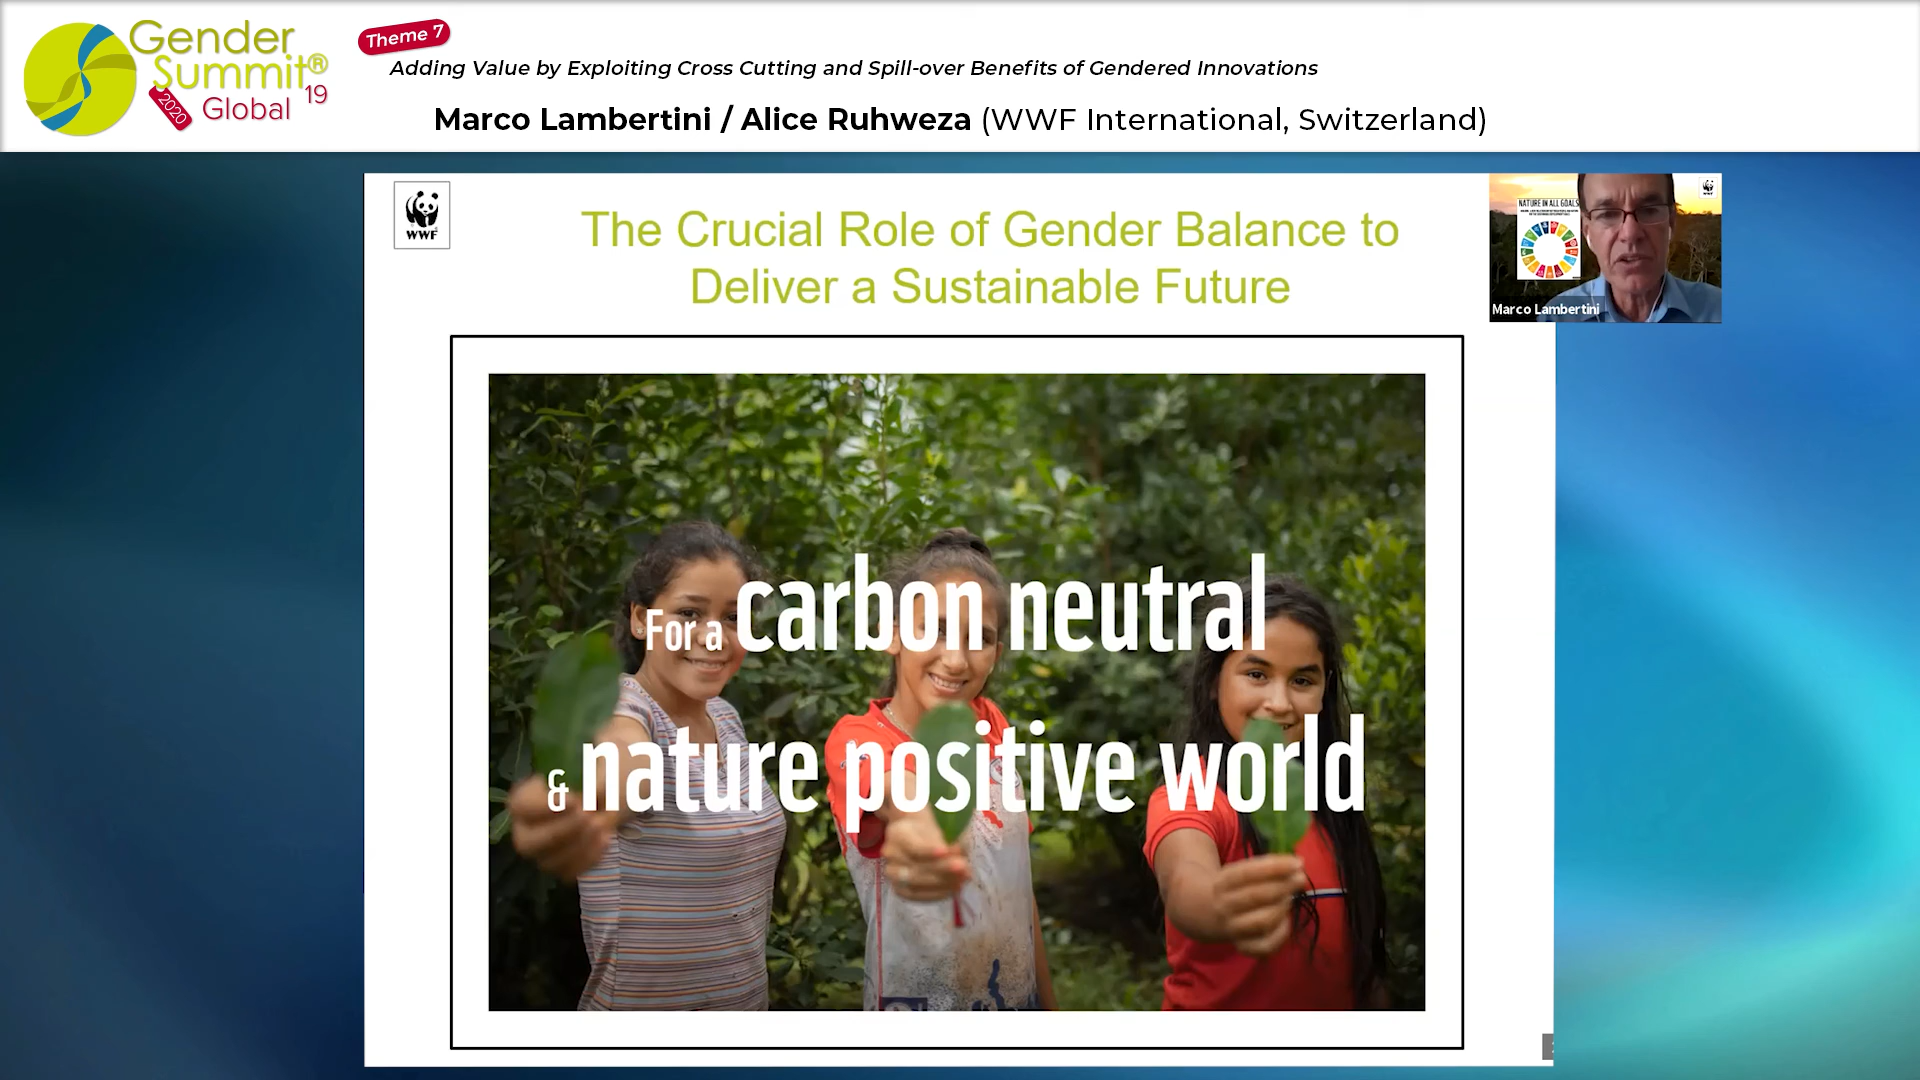 Gender
Summit®
2020
Global 19
Theme 7
Adding Value by Exploiting Cross Cutting and Spill-over Benefits of Gendered Innovations
Marco Lambertini / Alice Ruhweza (WWF International, Switzerland)
WWF
The Crucial Role of Gender Balance to
Deliver a Sustainable Future
NATURE IN ALL GOALS
WWF
Marco Lambertini
For a carbon neutral
& nature positive world